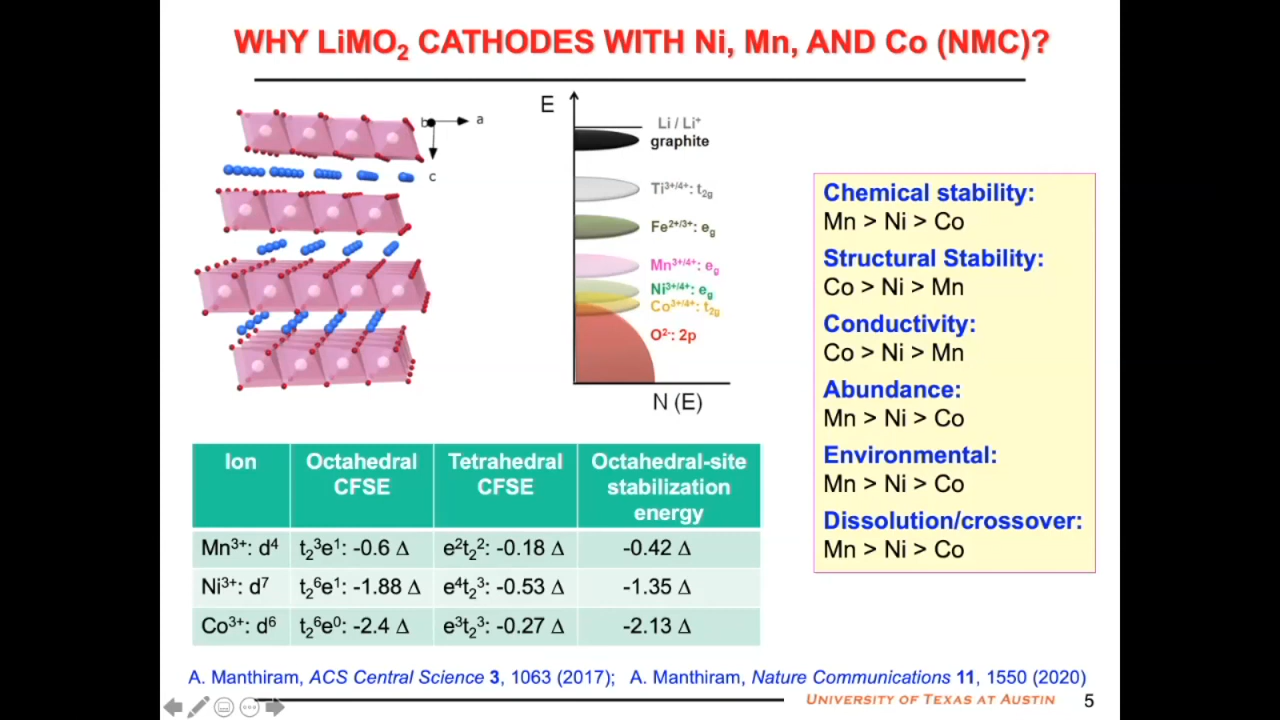 WHY LiMO₂ CATHODES WITH Ni, Mn, AND Co (NMC)?
b
a
c
E
Li / Li⁺
graphite
Ti³⁺/⁴⁺: t₂g
Fe²⁺/³⁺: eg
Mn³⁺/⁴⁺: eg
Ni³⁺/⁴⁺: eg
Co³⁺/⁴⁺: t₂g
O²⁻: 2p
N (E)
Chemical stability:
Mn > Ni > Co
Structural Stability:
Co > Ni > Mn
Conductivity:
Co > Ni > Mn
Abundance:
Mn > Ni > Co
Environmental:
Mn > Ni > Co
Dissolution/crossover:
Mn > Ni > Co
Ion Octahedral CFSE Tetrahedral CFSE Octahedral-site stabilization energy
Mn³⁺: d⁴ t₂³e¹: -0.6 Δ e²t₂²: -0.18 Δ -0.42 Δ
Ni³⁺: d⁷ t₂⁶e¹: -1.88 Δ e⁴t₂³: -0.53 Δ -1.35 Δ
Co³⁺: d⁶ t₂⁶e⁰: -2.4 Δ e³t₂³: -0.27 Δ -2.13 Δ
A. Manthiram, ACS Central Science 3, 1063 (2017); A. Manthiram, Nature Communications 11, 1550 (2020)
UNIVERSITY OF TEXAS AT AUSTIN 5